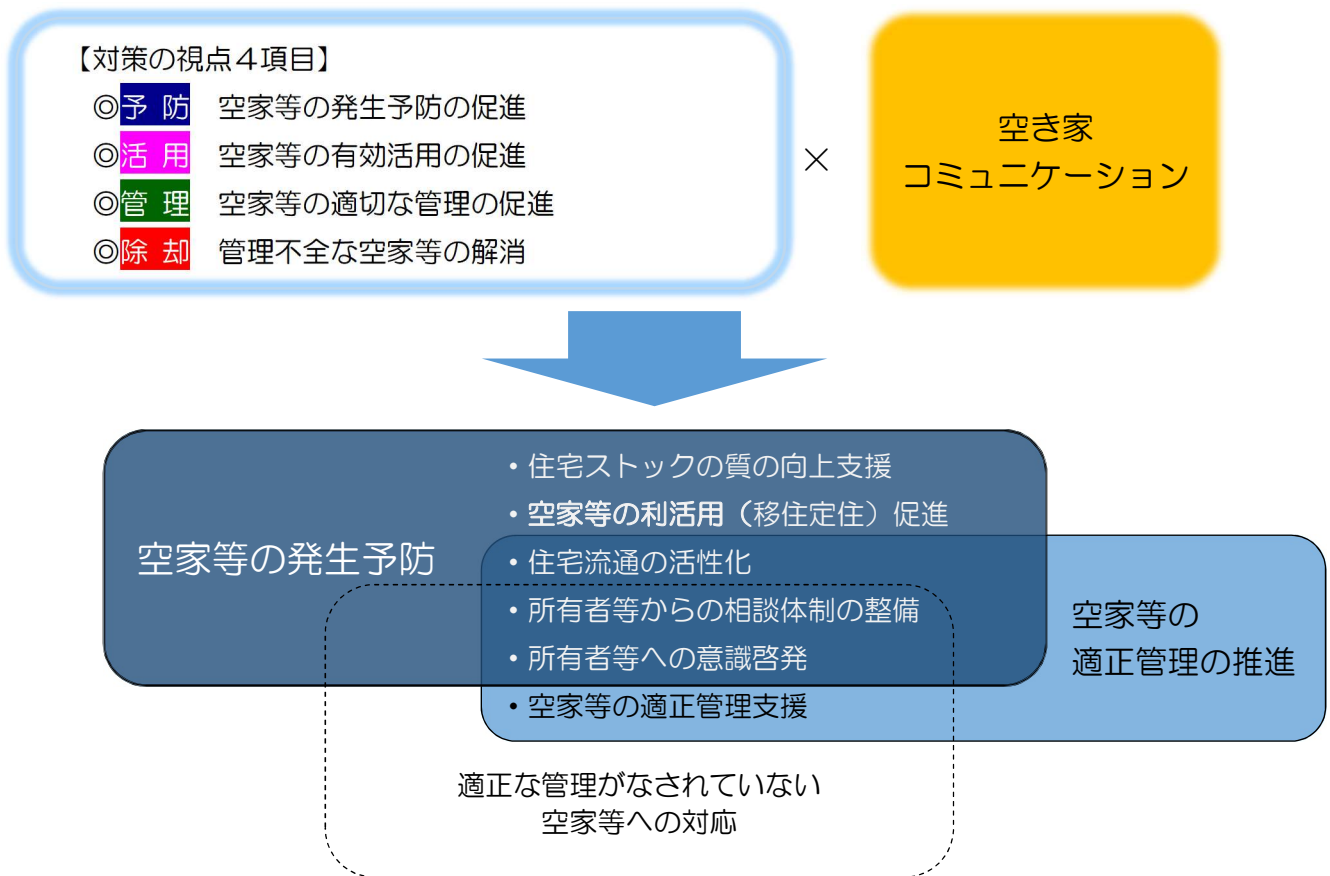 【対策の視点４項目】
◎予 防 空家等の発生予防の促進
◎活 用 空家等の有効活用の促進
◎管 理 空家等の適切な管理の促進
◎除 却 管理不全な空家等の解消
×
空き家
コミュニケーション
空家等の発生予防
・住宅ストックの質の向上支援
・空家等の利活用（移住定住）促進
・住宅流通の活性化
・所有者等からの相談体制の整備
・所有者等への意識啓発
・空家等の適正管理支援
空家等の
適正管理の推進
適正な管理がなされていない
空家等への対応